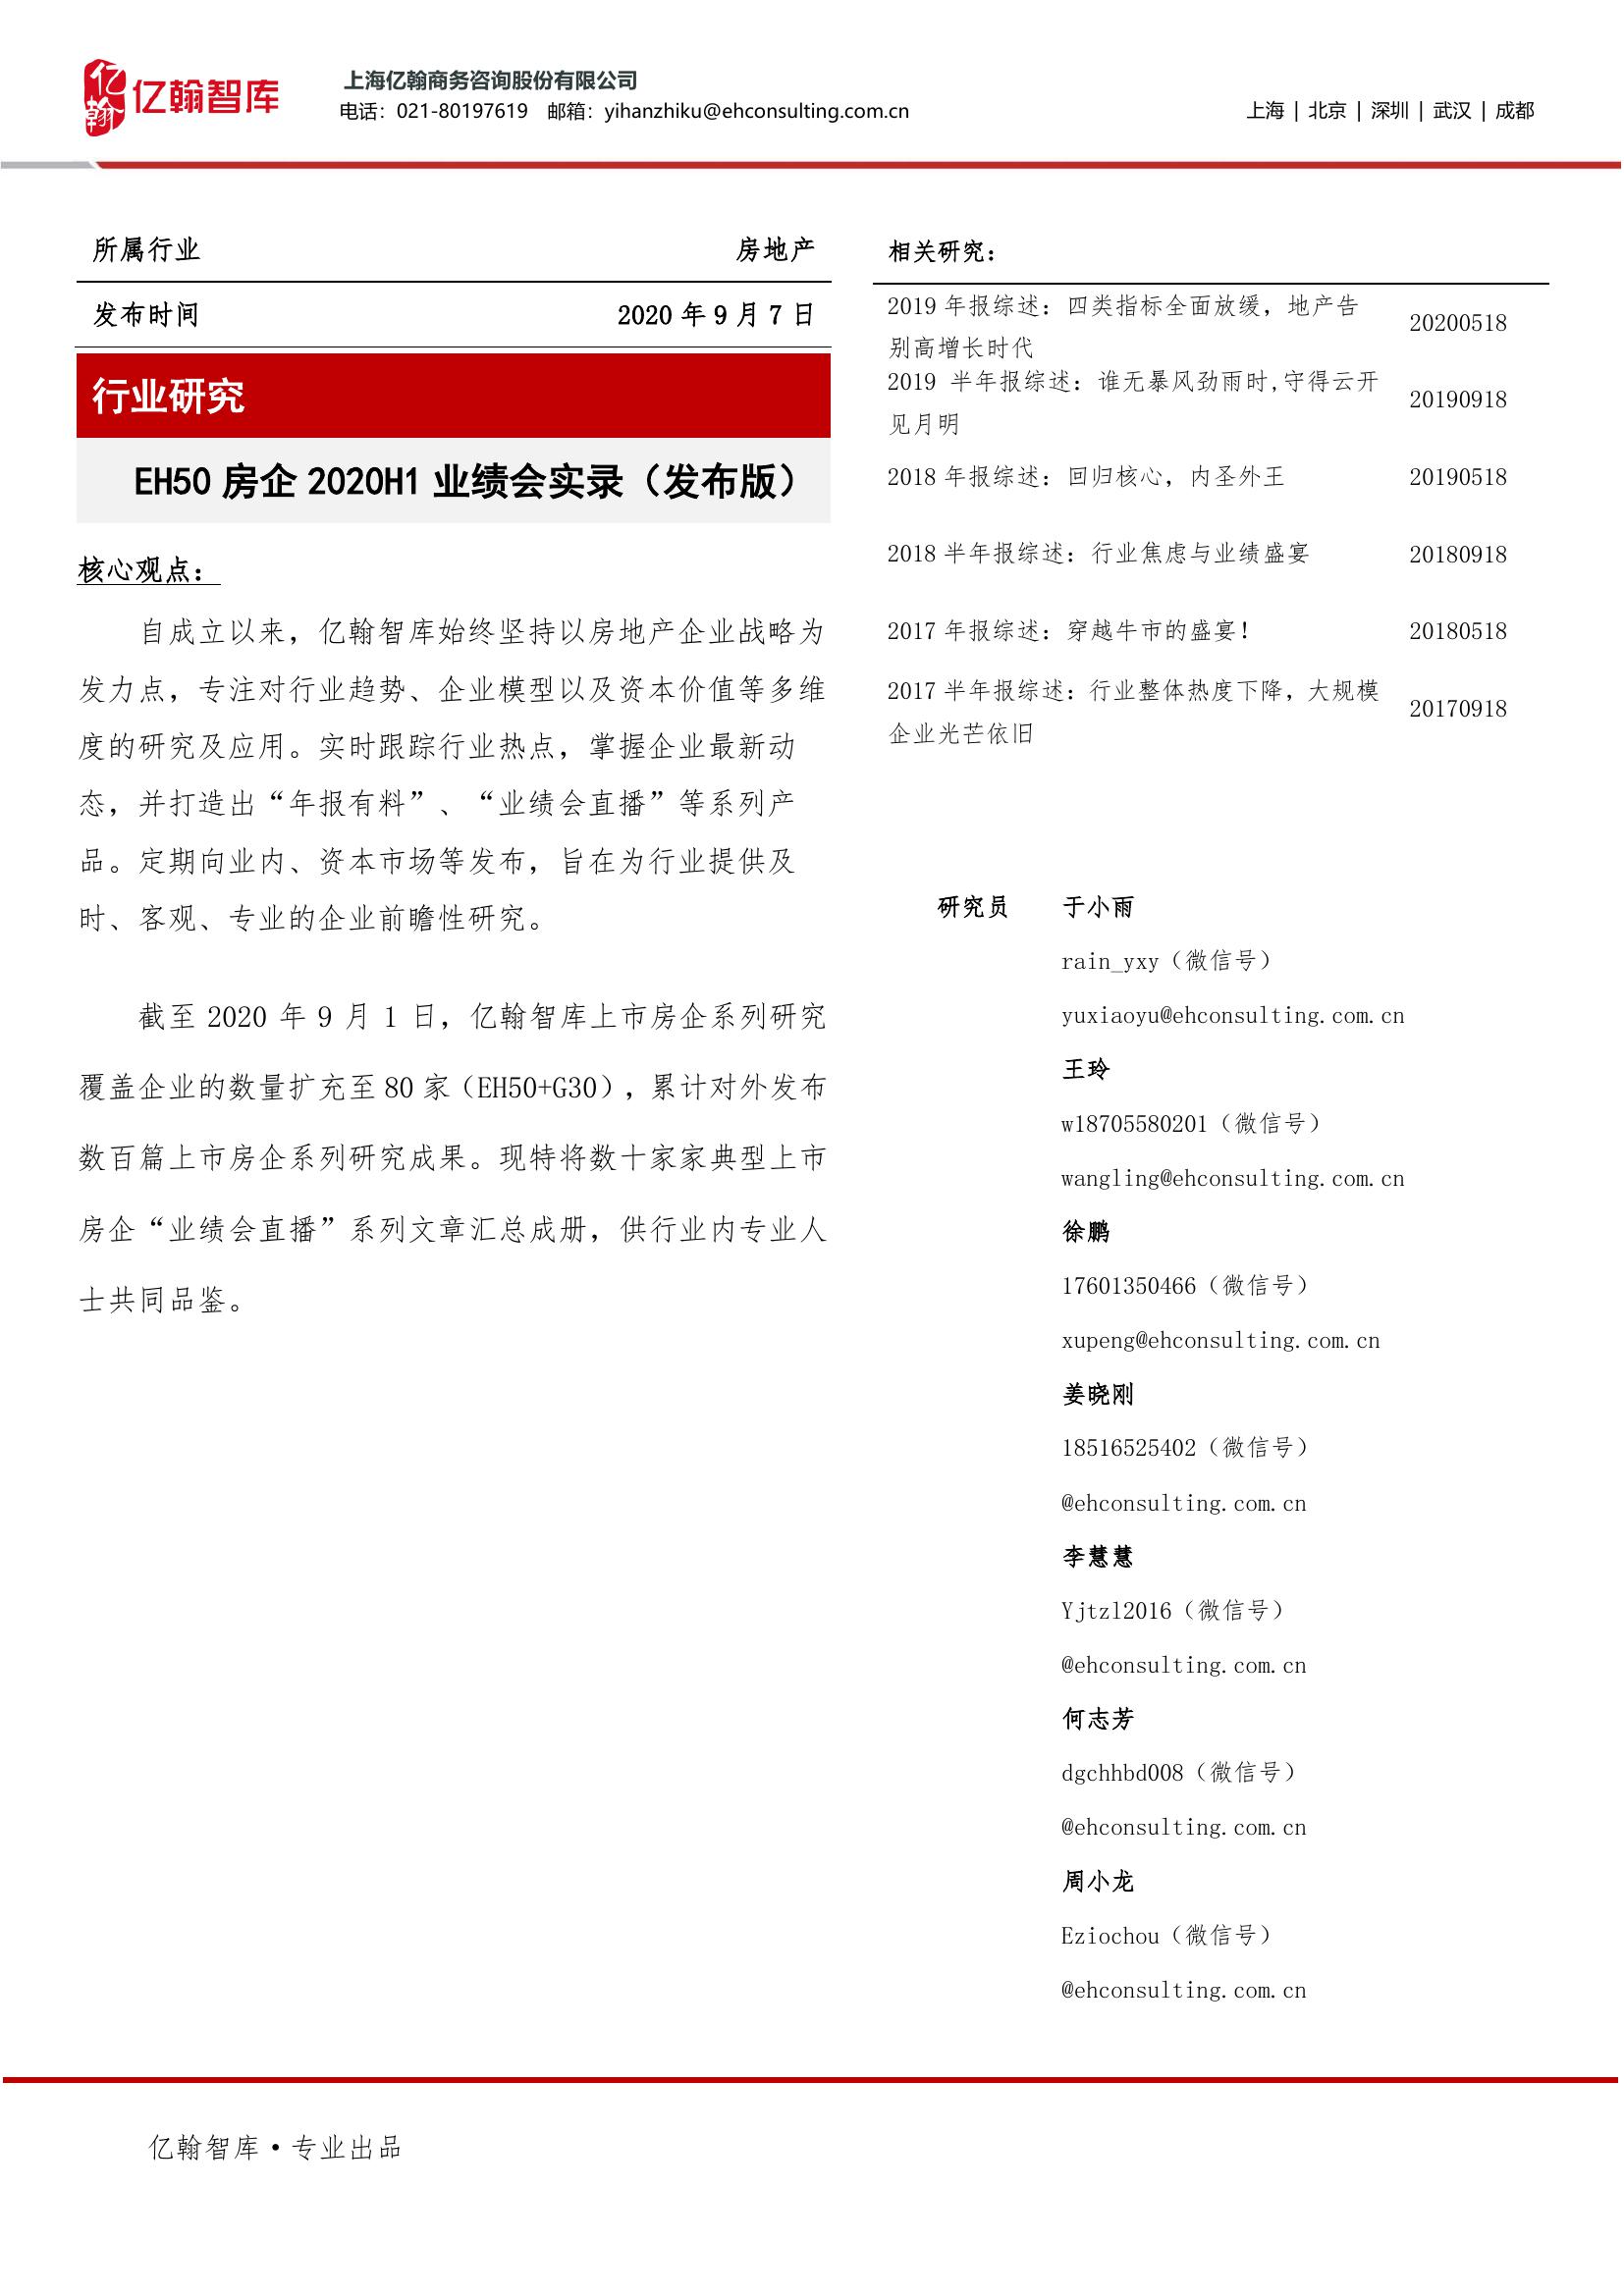 亿翰
亿翰智库
上海亿翰商务咨询股份有限公司
电话：021-80197619 邮箱：yihanzhiku@ehconsulting.com.cn
上海 | 北京 | 深圳 | 武汉 | 成都
所属行业 房地产
发布时间 2020 年 9 月 7 日
行业研究
EH50 房企 2020H1 业绩会实录（发布版）
核心观点：
自成立以来，亿翰智库始终坚持以房地产企业战略为
发力点，专注对行业趋势、企业模型以及资本价值等多维
度的研究及应用。实时跟踪行业热点，掌握企业最新动
态，并打造出“年报有料”、“业绩会直播”等系列产
品。定期向业内、资本市场等发布，旨在为行业提供及
时、客观、专业的企业前瞻性研究。
截至 2020 年 9 月 1 日，亿翰智库上市房企系列研究
覆盖企业的数量扩充至 80 家（EH50+G30），累计对外发布
数百篇上市房企系列研究成果。现特将数十家家典型上市
房企“业绩会直播”系列文章汇总成册，供行业内专业人
士共同品鉴。
相关研究：
2019 年报综述：四类指标全面放缓，地产告
别高增长时代
20200518
2019 半年报综述：谁无暴风劲雨时,守得云开
见月明
20190918
2018 年报综述：回归核心，内圣外王 20190518
2018 半年报综述：行业焦虑与业绩盛宴 20180918
2017 年报综述：穿越牛市的盛宴！ 20180518
2017 半年报综述：行业整体热度下降，大规模
企业光芒依旧
20170918
研究员 于小雨
rain_yxy（微信号）
yuxiaoyu@ehconsulting.com.cn
王玲
w18705580201（微信号）
wangling@ehconsulting.com.cn
徐鹏
17601350466（微信号）
xupeng@ehconsulting.com.cn
姜晓刚
18516525402（微信号）
@ehconsulting.com.cn
李慧慧
Yjtzl2016（微信号）
@ehconsulting.com.cn
何志芳
dgchhbd008（微信号）
@ehconsulting.com.cn
周小龙
Eziochou（微信号）
@ehconsulting.com.cn
亿翰智库·专业出品